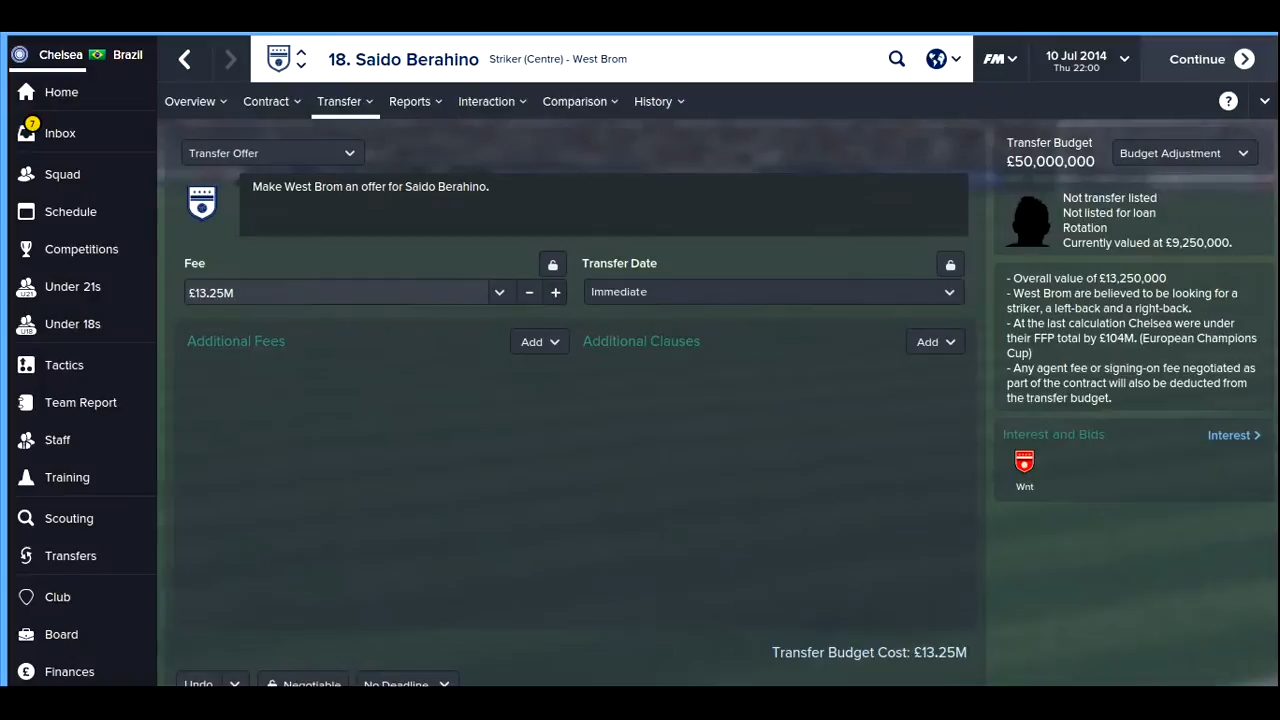 Chelsea Brazil
18. Saido Berahino Striker (Centre) - West Brom
FM
10 Jul 2014
Thu 22:00
Continue
Home
7
Inbox
Squad
Schedule
Competitions
U21
Under 21s
U18
Under 18s
Tactics
Team Report
Staff
Training
Scouting
Transfers
Club
Board
£ Finances
Overview Contract Transfer Reports Interaction Comparison History ?
Transfer Offer
Make West Brom an offer for Saido Berahino.
Fee
£13.25M
Transfer Date
Immediate
Additional Fees Add
Additional Clauses Add
Transfer Budget Cost: £13.25M
Undo Negotiable No Deadline
Transfer Budget
£50,000,000
Budget Adjustment
Not transfer listed
Not listed for loan
Rotation
Currently valued at £9,250,000.
- Overall value of £13,250,000
- West Brom are believed to be looking for a
striker, a left-back and a right-back.
- At the last calculation Chelsea were under
their FFP total by £104M. (European Champions
Cup)
- Any agent fee or signing-on fee negotiated as
part of the contract will also be deducted from
the transfer budget.
Interest and Bids Interest >
Wnt